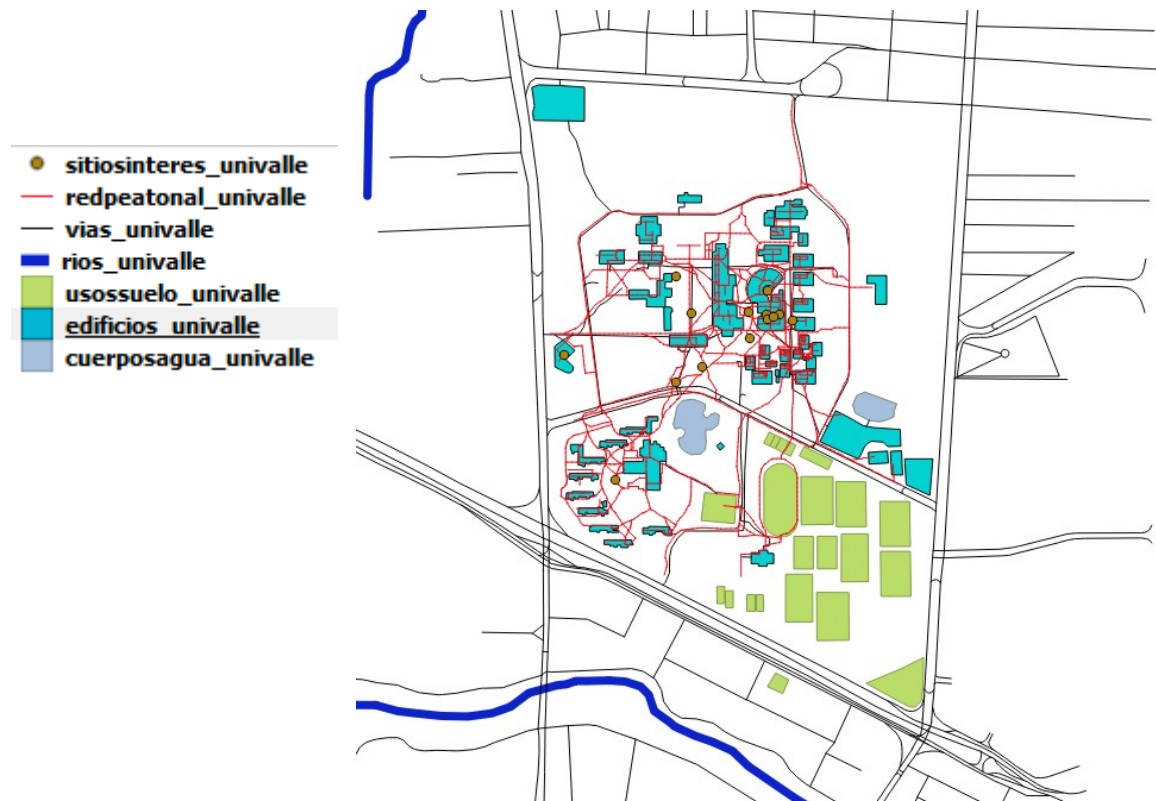 sitiosinteres_univalle
redpeatonal_univalle
vias_univalle
rios_univalle
usossuelo_univalle
edificios_univalle
cuerposagua_univalle